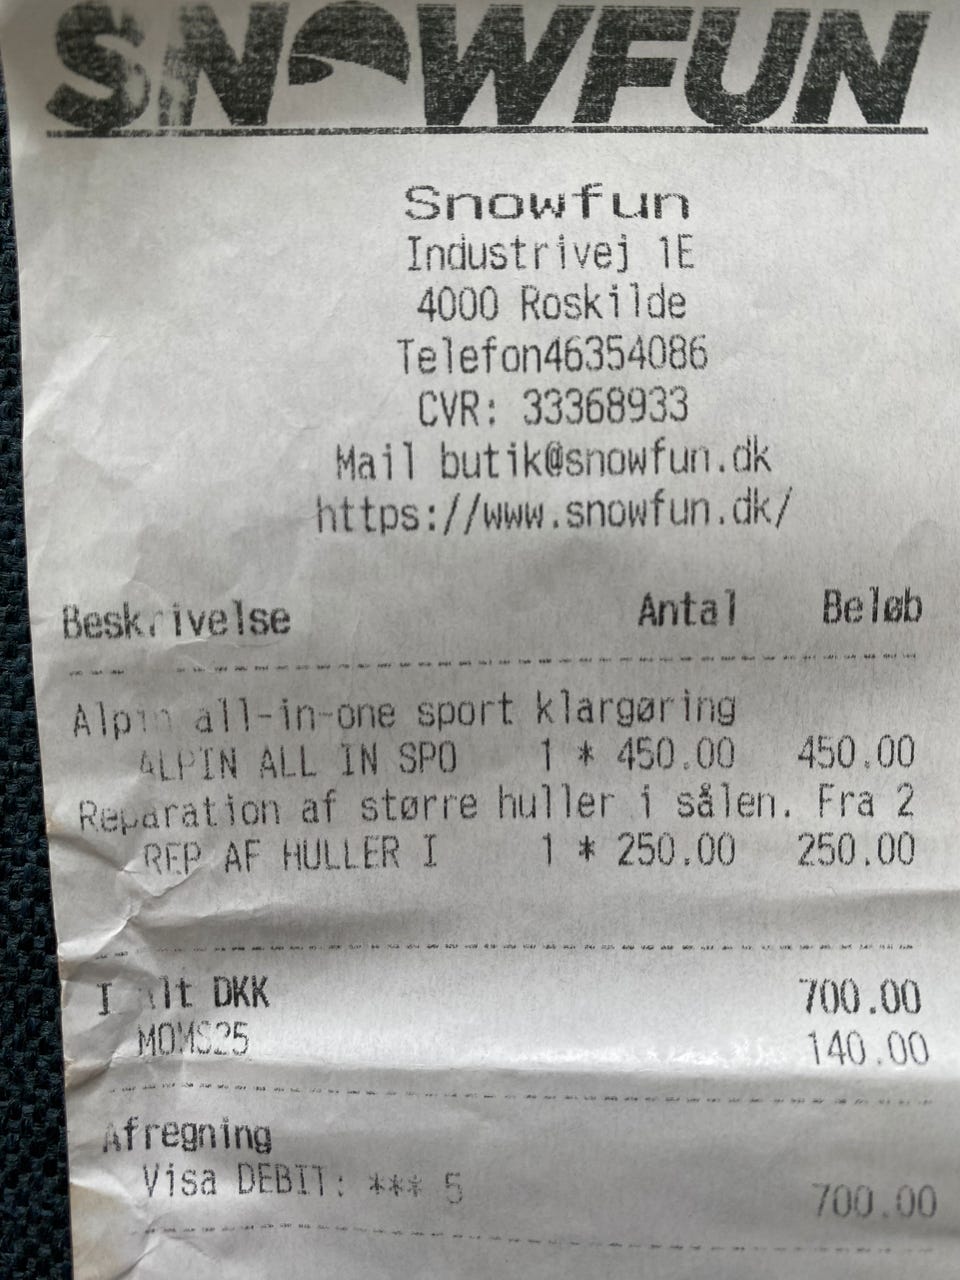 SNOWFUN
Snowfun
Industrivej 1E
4000 Roskilde
Telefon46354086
CVR: 33368933
Mail butik@snowfun.dk
https://www.snowfun.dk/
Beskrivelse Antal Beløb
Alpin all-in-one sport klargøring
ALPIN ALL IN SPO 1 * 450.00 450.00
Reparation af større huller i sålen. Fra 2
REP AF HULLER I 1 * 250.00 250.00
I alt DKK 700.00
MOMS25 140.00
Afregning
Visa DEBIT: *** 5 700.00